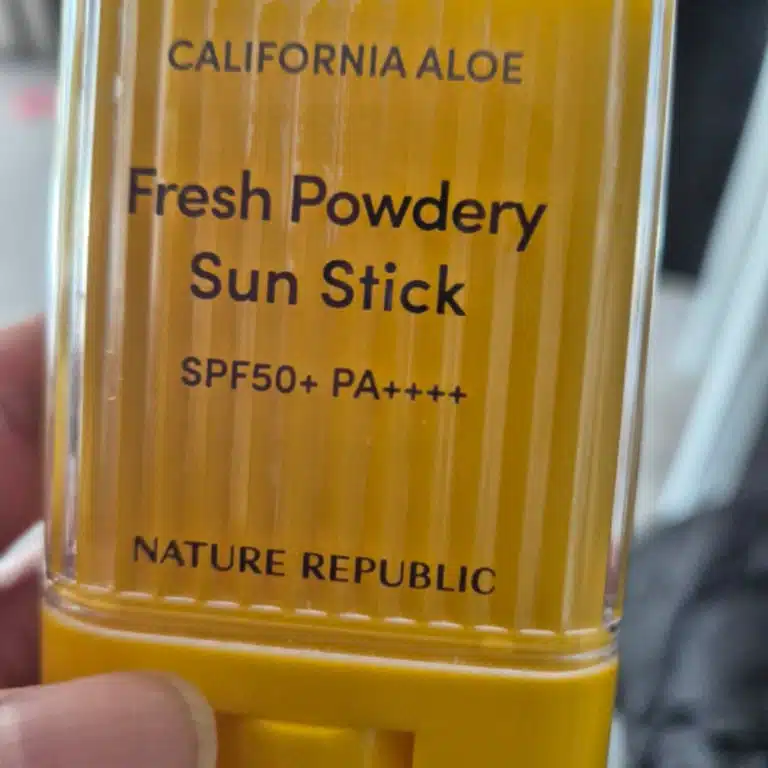 CALIFORNIA ALOE
Fresh Powdery
Sun Stick
SPF50+ PA++++
NATURE REPUBLIC